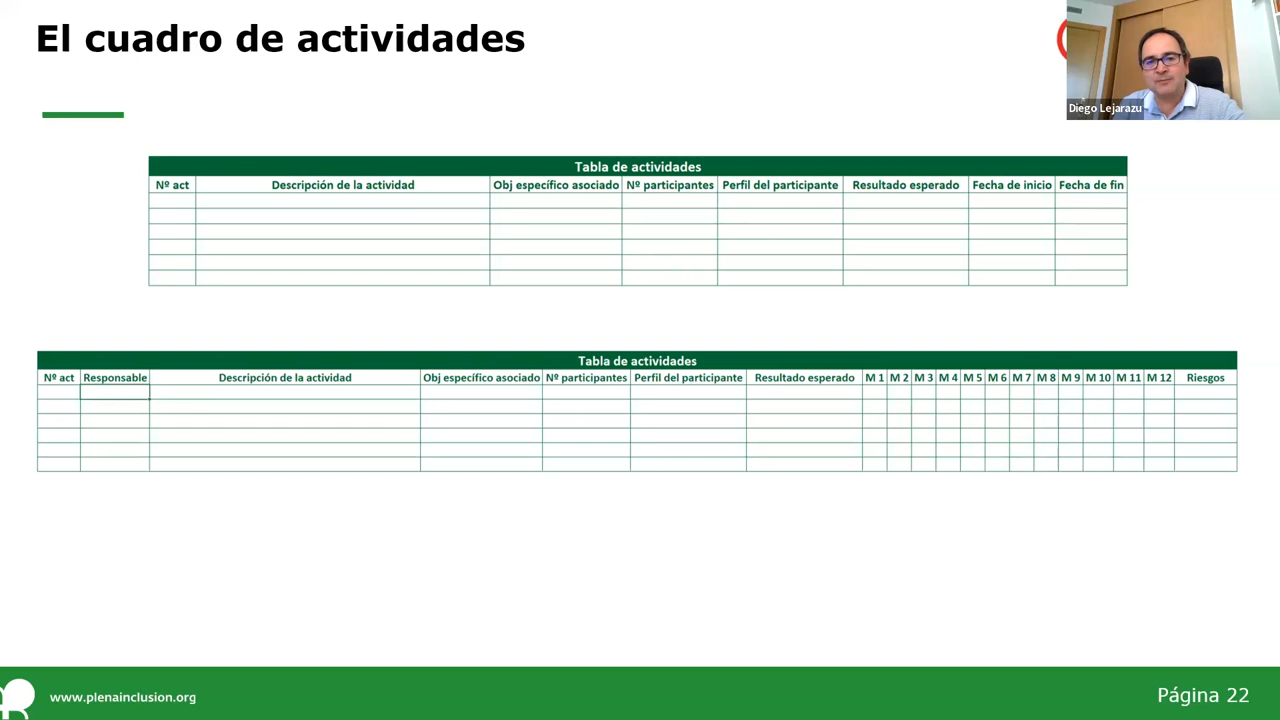 El cuadro de actividades
Diego Lejarazu
Tabla de actividades
Nº act Descripción de la actividad Obj específico asociado Nº participantes Perfil del participante Resultado esperado Fecha de inicio Fecha de fin
Tabla de actividades
Nº act Responsable Descripción de la actividad Obj específico asociado Nº participantes Perfil del participante Resultado esperado M 1 M 2 M 3 M 4 M 5 M 6 M 7 M 8 M 9 M 10 M 11 M 12 Riesgos
www.plenainclusion.org
Página 22